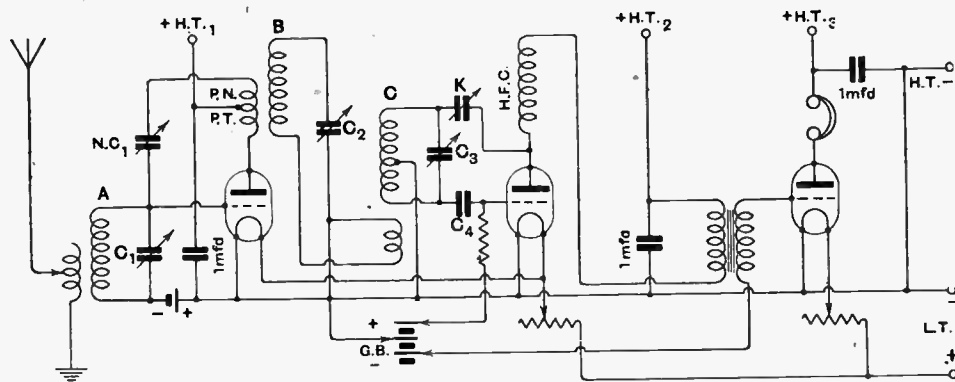 + H.T.1
B
+ H.T.2
+ H.T.3
H.T.-
1mfd
P.N.
P.T.
C
K
H.F.C.
N.C1
C2
C3
A
C4
C1
1mfd
1mfd
- +
-
+
G.B.
-
L.T.
+